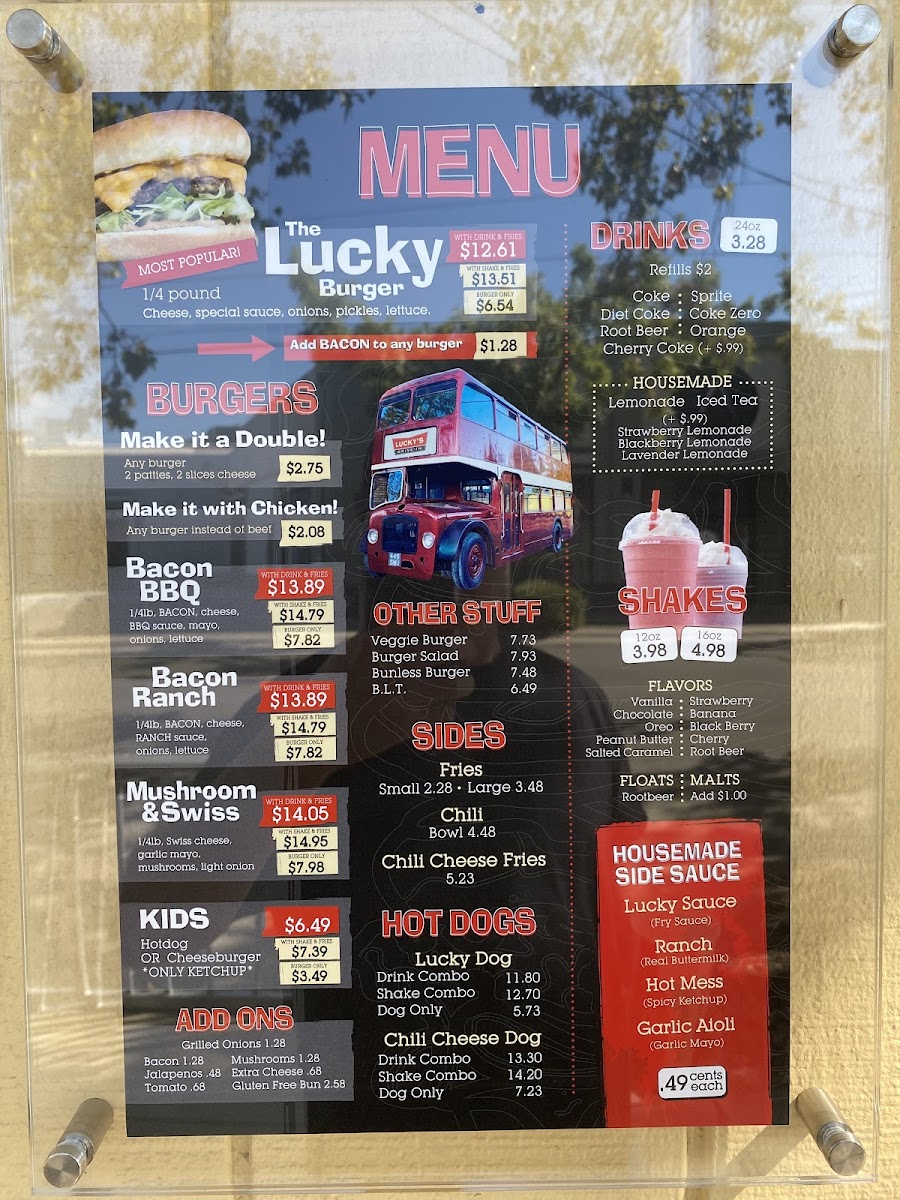 MENU
MOST POPULAR!
The
Lucky
Burger
WITH DRINK & FRIES
$12.61
WITH SHAKE & FRIES
$13.51
BURGER ONLY
$6.54
1/4 pound
Cheese, special sauce, onions, pickles, lettuce.
Add BACON to any burger $1.28
BURGERS
Make it a Double!
Any burger
2 patties, 2 slices cheese
$2.75
Make it with Chicken!
Any burger instead of beef
$2.08
Bacon
BBQ
1/4lb, BACON, cheese,
BBQ sauce, mayo,
onions, lettuce
WITH DRINK & FRIES
$13.89
WITH SHAKE & FRIES
$14.79
BURGER ONLY
$7.82
Bacon
Ranch
1/4lb, BACON, cheese,
RANCH sauce,
onions, lettuce
WITH DRINK & FRIES
$13.89
WITH SHAKE & FRIES
$14.79
BURGER ONLY
$7.82
Mushroom
&Swiss
1/4lb, Swiss cheese,
garlic mayo,
mushrooms, light onion
WITH DRINK & FRIES
$14.05
WITH SHAKE & FRIES
$14.95
BURGER ONLY
$7.98
KIDS
Hotdog
OR Cheeseburger
*ONLY KETCHUP*
$6.49
WITH SHAKE & FRIES
$7.39
BURGER ONLY
$3.49
ADD ONS
Grilled Onions 1.28
Bacon 1.28 Mushrooms 1.28
Jalapenos .48 Extra Cheese .68
Tomato .68 Gluten Free Bun 2.58
LUCKY'S
OTHER STUFF
Veggie Burger 7.73
Burger Salad 7.93
Bunless Burger 7.48
B.L.T. 6.49
SIDES
Fries
Small 2.28 • Large 3.48
Chili
Bowl 4.48
Chili Cheese Fries
5.23
HOT DOGS
Lucky Dog
Drink Combo 11.80
Shake Combo 12.70
Dog Only 5.73
Chili Cheese Dog
Drink Combo 13.30
Shake Combo 14.20
Dog Only 7.23
DRINKS
24oz
3.28
Refills $2
Coke : Sprite
Diet Coke : Coke Zero
Root Beer : Orange
Cherry Coke (+ $.99)
HOUSEMADE
Lemonade Iced Tea
(+ $.99)
Strawberry Lemonade
Blackberry Lemonade
Lavender Lemonade
SHAKES
12oz
3.98
16oz
4.98
FLAVORS
Vanilla : Strawberry
Chocolate : Banana
Oreo : Black Berry
Peanut Butter : Cherry
Salted Caramel : Root Beer
FLOATS : MALTS
Rootbeer : Add $1.00
HOUSEMADE
SIDE SAUCE
Lucky Sauce
(Fry Sauce)
Ranch
(Real Buttermilk)
Hot Mess
(Spicy Ketchup)
Garlic Aioli
(Garlic Mayo)
.49 cents each